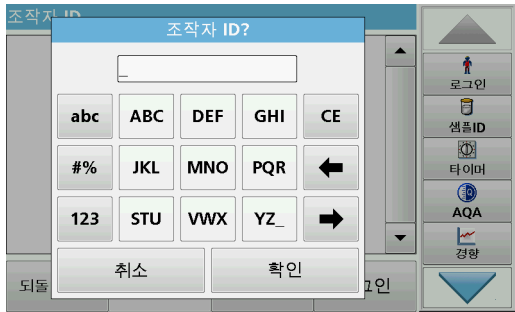 조작자 ID
조작자 ID?
_
abc ABC DEF GHI CE
#% JKL MNO PQR
123 STU VWX YZ_
취소 확인
로그인
샘플ID
타이머
AQA
경향
되돌
그인